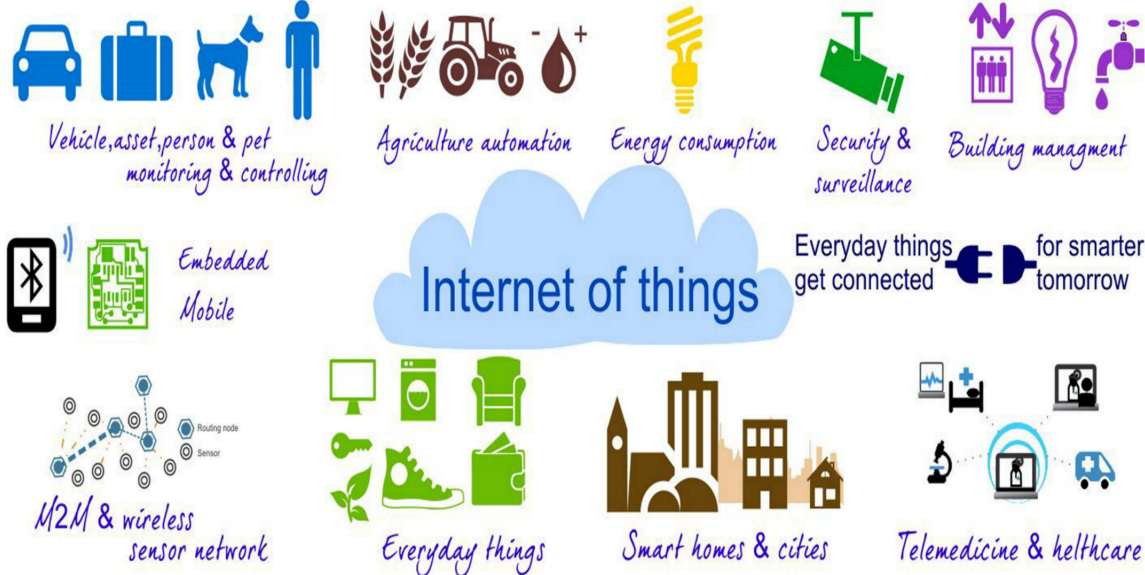 Vehicle,asset,person & pet
monitoring & controlling
Agriculture automation
- +
Energy consumption
Security &
surveillance
Building managment
Embedded
Mobile
Internet of things
Everyday things
get connected
for smarter
tomorrow
Routing node
Sensor
M2M & wireless
sensor network
Everyday things
Smart homes & cities
Telemedicine & helthcare